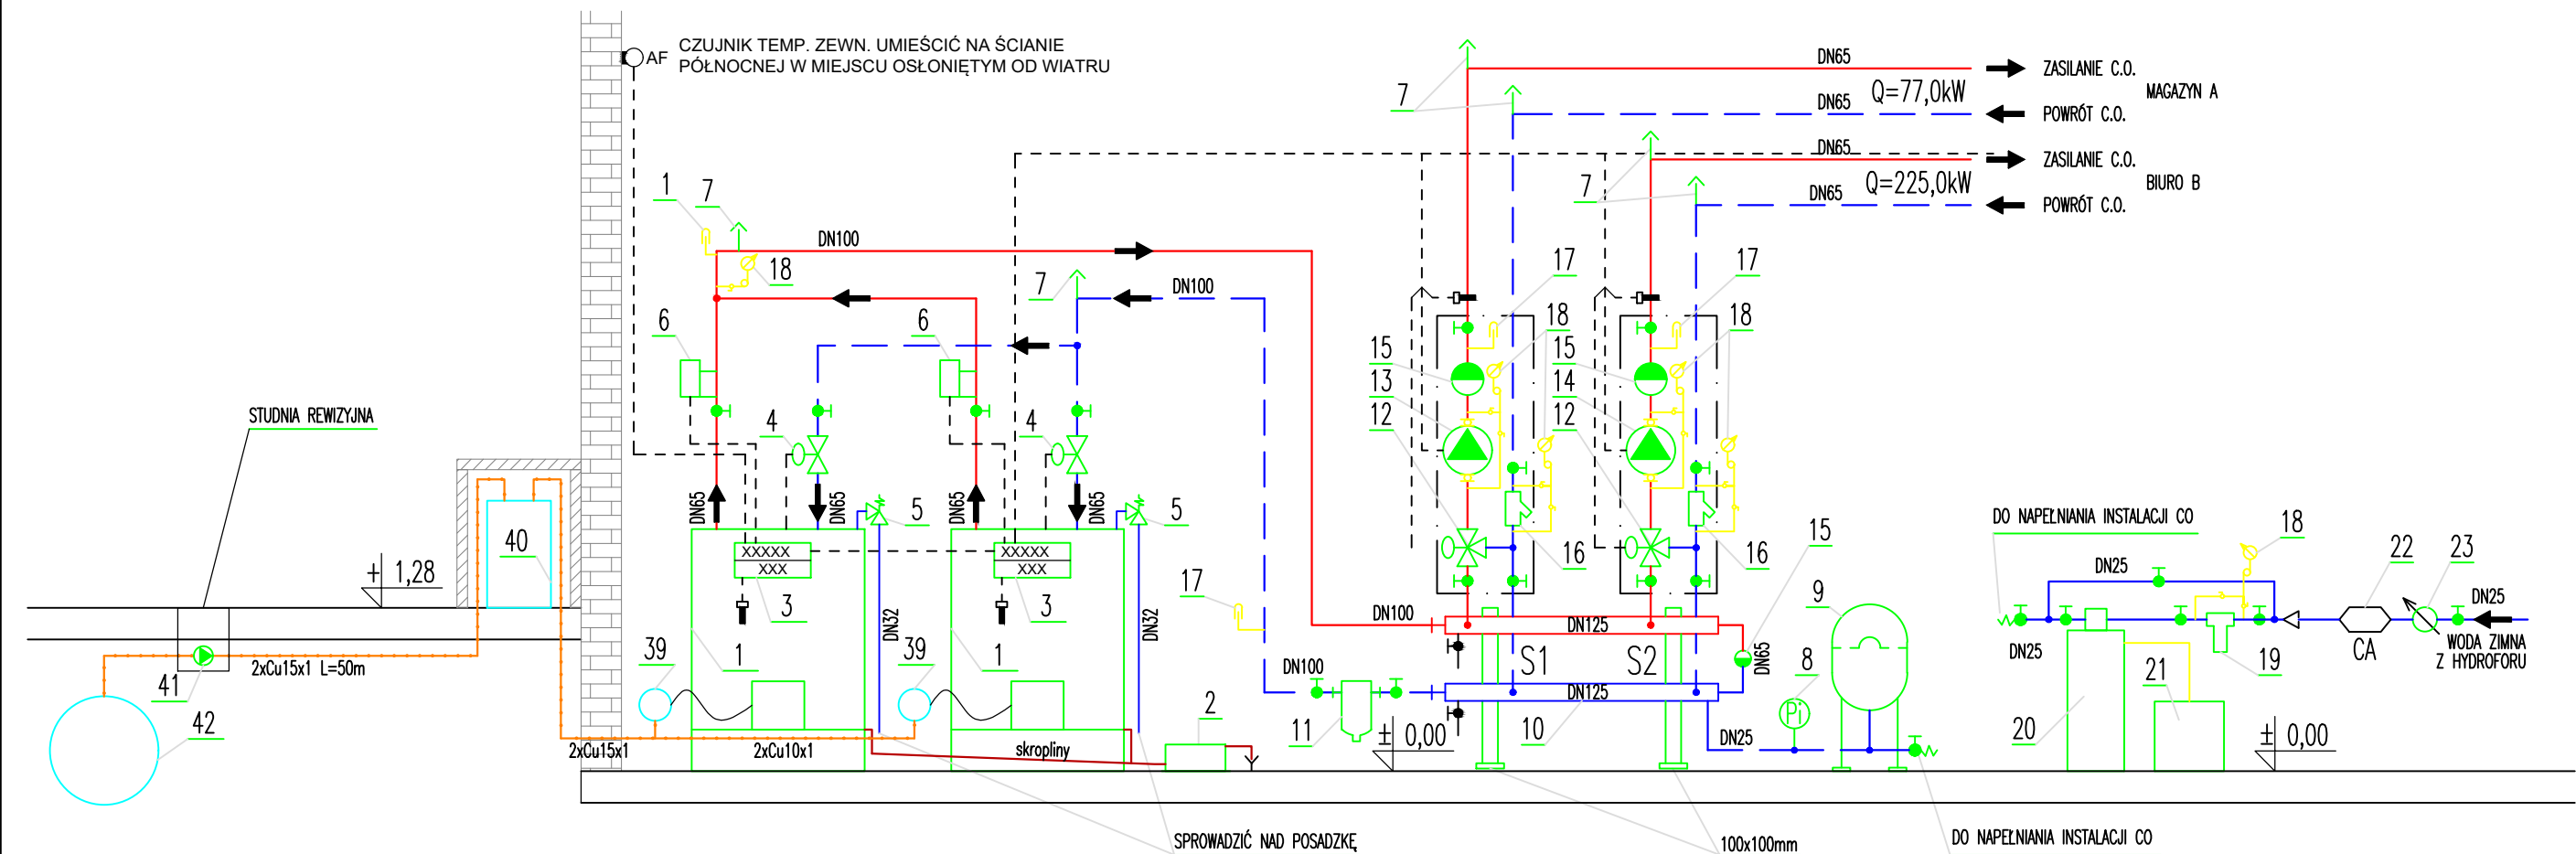 AF
CZUJNIK TEMP. ZEWN. UMIEŚCIĆ NA ŚCIANIE
PÓŁNOCNEJ W MIEJSCU OSŁONIĘTYM OD WIATRU
DN65
ZASILANIE C.O.
7
Q=77,0kW
MAGAZYN A
DN65
POWRÓT C.O.
DN65
ZASILANIE C.O.
1
7
7
Q=225,0kW
BIURO B
DN65
POWRÓT C.O.
DN100
18
7
DN100
17
17
6
6
18
18
15
15
13
14
STUDNIA REWIZYJNA
4
4
12
12
DN65
DN65
5
DN65
DN65
5
DO NAPEŁNIANIA INSTALACJI CO
18
15
40
XXXXX
XXX
XXXXX
XXX
16
16
22
23
+ 1,28
DN25
3
3
17
9
DN25
DN100
DN125
DN32
DN32
DN25
CA
WODA ZIMNA
Z HYDROFORU
2xCu15x1 L=50m
39
1
39
1
S1
S2
DN65
8
19
21
41
DN100
DN125
Pi
42
2
11
± 0,00
10
DN25
20
± 0,00
2xCu15x1
2xCu10x1
skropliny
SPROWADZIĆ NAD POSADZKĘ
100x100mm
DO NAPEŁNIANIA INSTALACJI CO